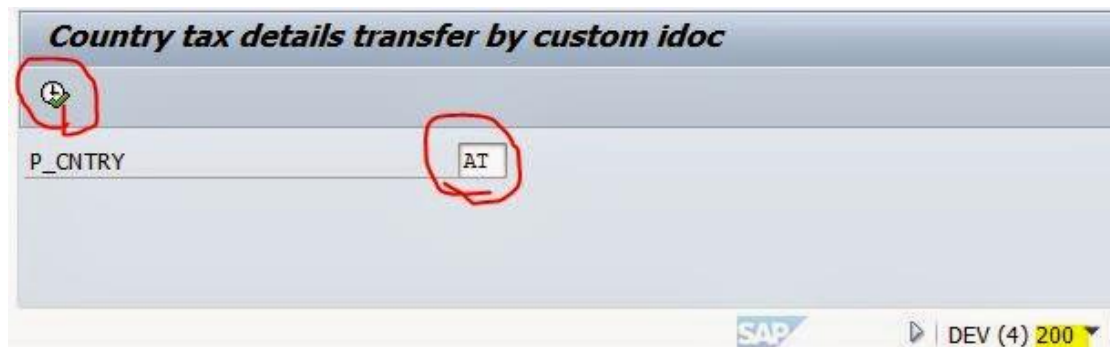 Country tax details transfer by custom idoc
P_CNTRY AT
SAP DEV (4) 200